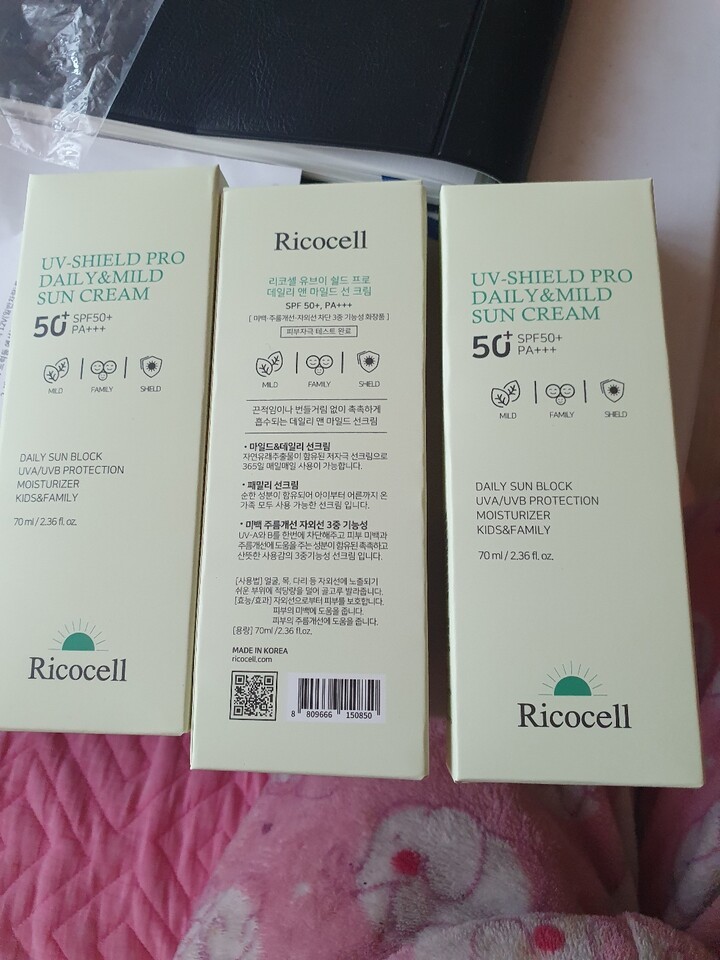 UV-SHIELD PRO
DAILY&MILD
SUN CREAM
50+ SPF50+
PA+++
MILD
FAMILY
SHIELD
DAILY SUN BLOCK
UVA/UVB PROTECTION
MOISTURIZER
KIDS&FAMILY
70 ml / 2.36 fl. oz.
Ricocell
Ricocell
리코셀 유브이 쉴드 프로
데일리 앤 마일드 선 크림
SPF 50+, PA+++
[ 미백·주름개선·자외선 차단 3중 기능성 화장품 ]
피부자극 테스트 완료
MILD
FAMILY
SHIELD
끈적임이나 번들거림 없이 촉촉하게
흡수되는 데일리 앤 마일드 선크림
• 마일드&데일리 선크림
자연유래추출물이 함유된 저자극 선크림으로
365일 매일매일 사용이 가능합니다.
• 패밀리 선크림
순한 성분이 함유되어 아이부터 어른까지 온
가족 모두 사용 가능한 선크림 입니다.
• 미백 주름개선 자외선 3중 기능성
UV-A와 B를 한번에 차단해주고 피부 미백과
주름개선에 도움을 주는 성분이 함유된 촉촉하고
산뜻한 사용감의 3중기능성 선크림 입니다.
[사용법] 얼굴, 목, 다리 등 자외선에 노출되기
쉬운 부위에 적당량을 덜어 골고루 발라줍니다.
[효능/효과] 자외선으로부터 피부를 보호합니다.
피부의 미백에 도움을 줍니다.
피부의 주름개선에 도움을 줍니다.
[용량] 70ml /2.36 fl.oz.
MADE IN KOREA
ricocell.com
8 809666 150850
UV-SHIELD PRO
DAILY&MILD
SUN CREAM
50+ SPF50+
PA+++
MILD
FAMILY
SHIELD
DAILY SUN BLOCK
UVA/UVB PROTECTION
MOISTURIZER
KIDS&FAMILY
70 ml / 2.36 fl. oz.
Ricocell